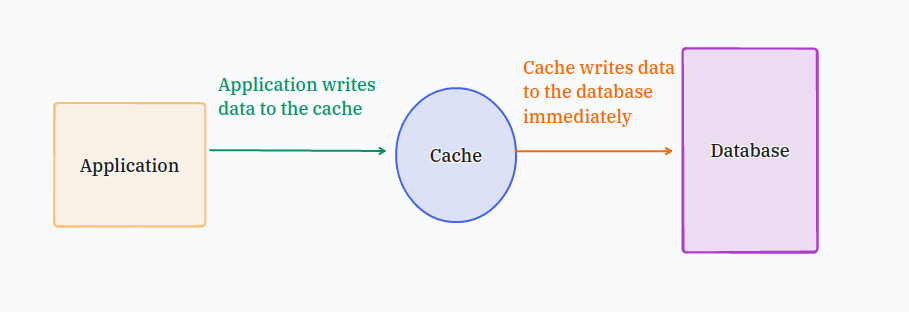 Application writes
data to the cache
Cache writes data
to the database
immediately
Application
Cache
Database